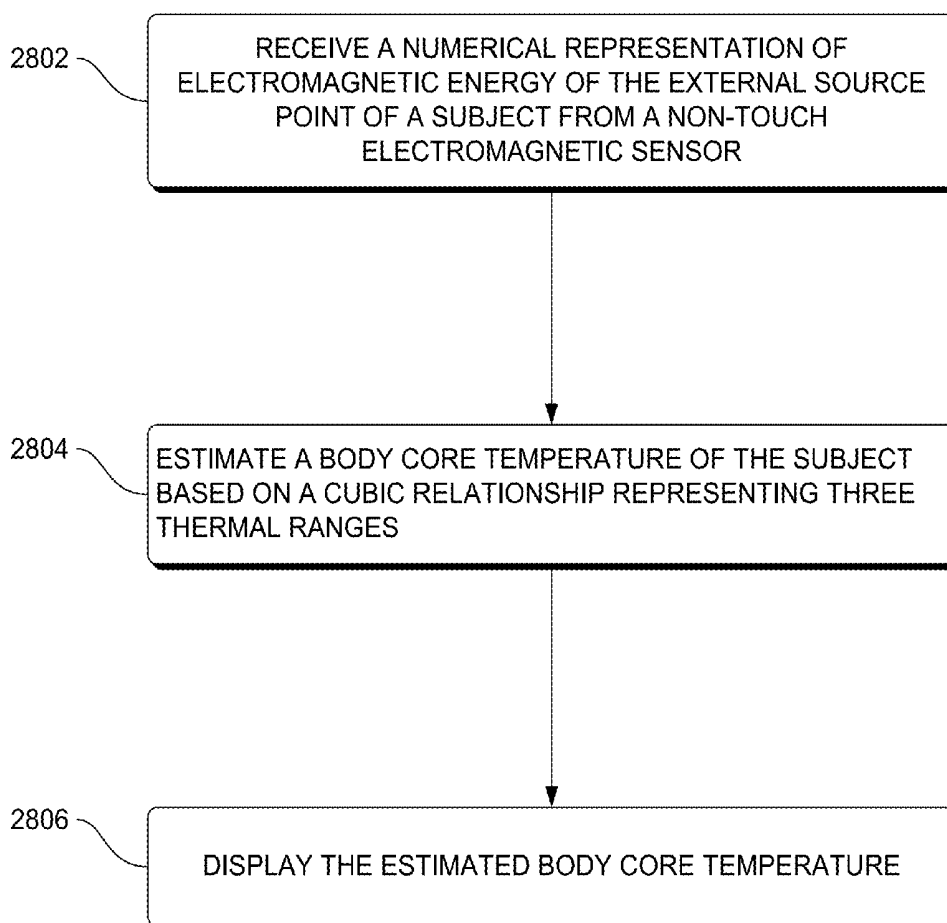 2802
RECEIVE A NUMERICAL REPRESENTATION OF
ELECTROMAGNETIC ENERGY OF THE EXTERNAL SOURCE
POINT OF A SUBJECT FROM A NON-TOUCH
ELECTROMAGNETIC SENSOR
2804
ESTIMATE A BODY CORE TEMPERATURE OF THE SUBJECT
BASED ON A CUBIC RELATIONSHIP REPRESENTING THREE
THERMAL RANGES
2806
DISPLAY THE ESTIMATED BODY CORE TEMPERATURE